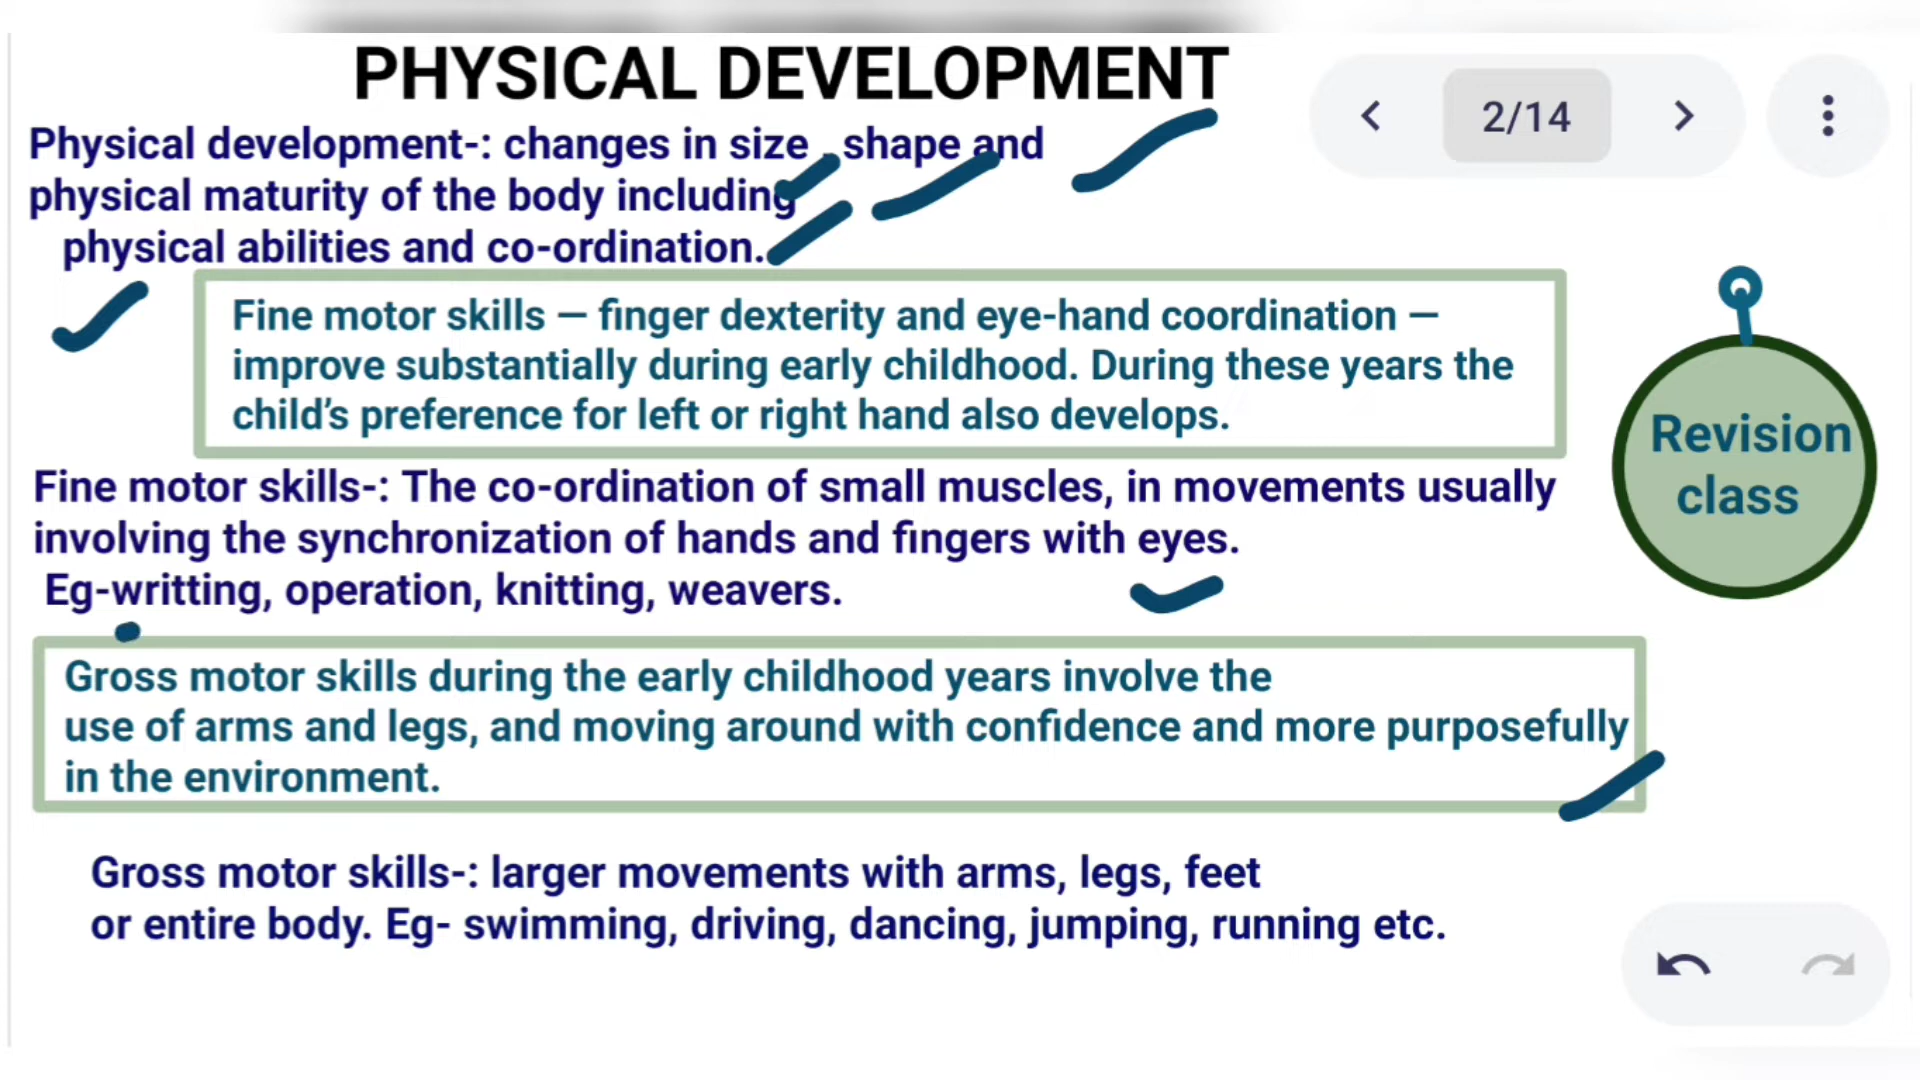 PHYSICAL DEVELOPMENT
2/14
Physical development-: changes in size , shape and
physical maturity of the body including
physical abilities and co-ordination.
Fine motor skills — finger dexterity and eye-hand coordination —
improve substantially during early childhood. During these years the
child’s preference for left or right hand also develops.
Revision
class
Fine motor skills-: The co-ordination of small muscles, in movements usually
involving the synchronization of hands and fingers with eyes.
Eg-writting, operation, knitting, weavers.
Gross motor skills during the early childhood years involve the
use of arms and legs, and moving around with confidence and more purposefully
in the environment.
Gross motor skills-: larger movements with arms, legs, feet
or entire body. Eg- swimming, driving, dancing, jumping, running etc.